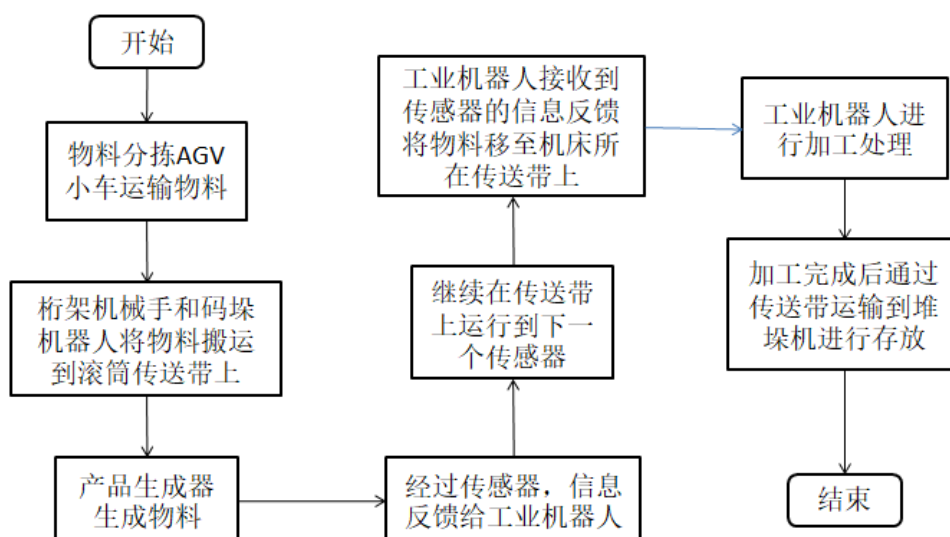 开始
物料分拣AGV
小车运输物料
桁架机械手和码垛
机器人将物料搬运
到滚筒传送带上
产品生成器
生成物料
经过传感器，信息
反馈给工业机器人
继续在传送带
上运行到下一
个传感器
工业机器人接收到
传感器的信息反馈
将物料移至机床所
在传送带上
工业机器人进
行加工处理
加工完成后通过
传送带运输到堆
垛机进行存放
结束